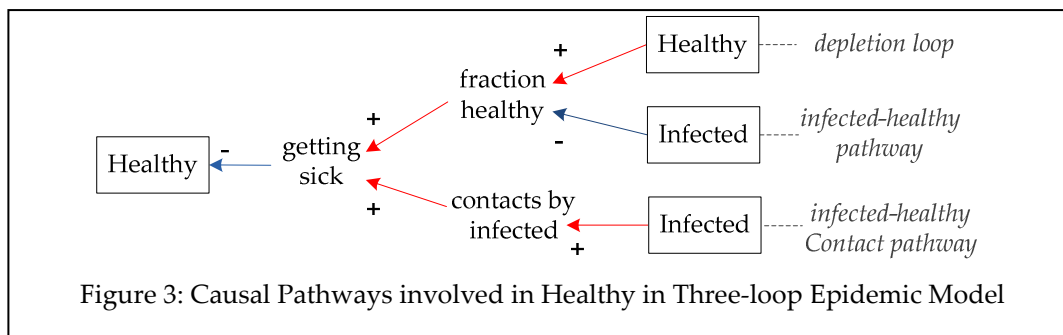 +
Healthy
depletion loop
fraction
healthy
+
-
Infected
infected-healthy
pathway
Healthy
-
getting
sick
+
contacts by
infected
+
Infected
infected-healthy
Contact pathway
Figure 3: Causal Pathways involved in Healthy in Three-loop Epidemic Model